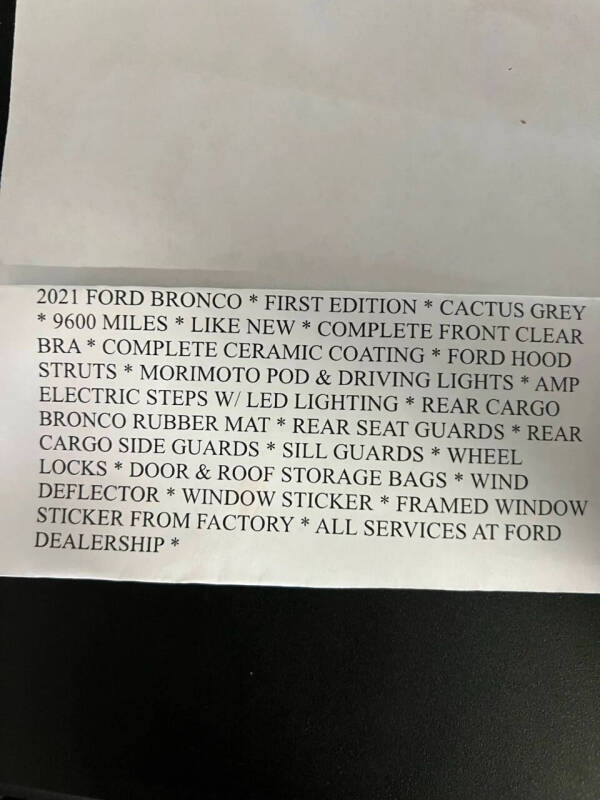 2021 FORD BRONCO * FIRST EDITION * CACTUS GREY
* 9600 MILES * LIKE NEW * COMPLETE FRONT CLEAR
BRA * COMPLETE CERAMIC COATING * FORD HOOD
STRUTS * MORIMOTO POD & DRIVING LIGHTS * AMP
ELECTRIC STEPS W/ LED LIGHTING * REAR CARGO
BRONCO RUBBER MAT * REAR SEAT GUARDS * REAR
CARGO SIDE GUARDS * SILL GUARDS * WHEEL
LOCKS * DOOR & ROOF STORAGE BAGS * WIND
DEFLECTOR * WINDOW STICKER * FRAMED WINDOW
STICKER FROM FACTORY * ALL SERVICES AT FORD
DEALERSHIP *